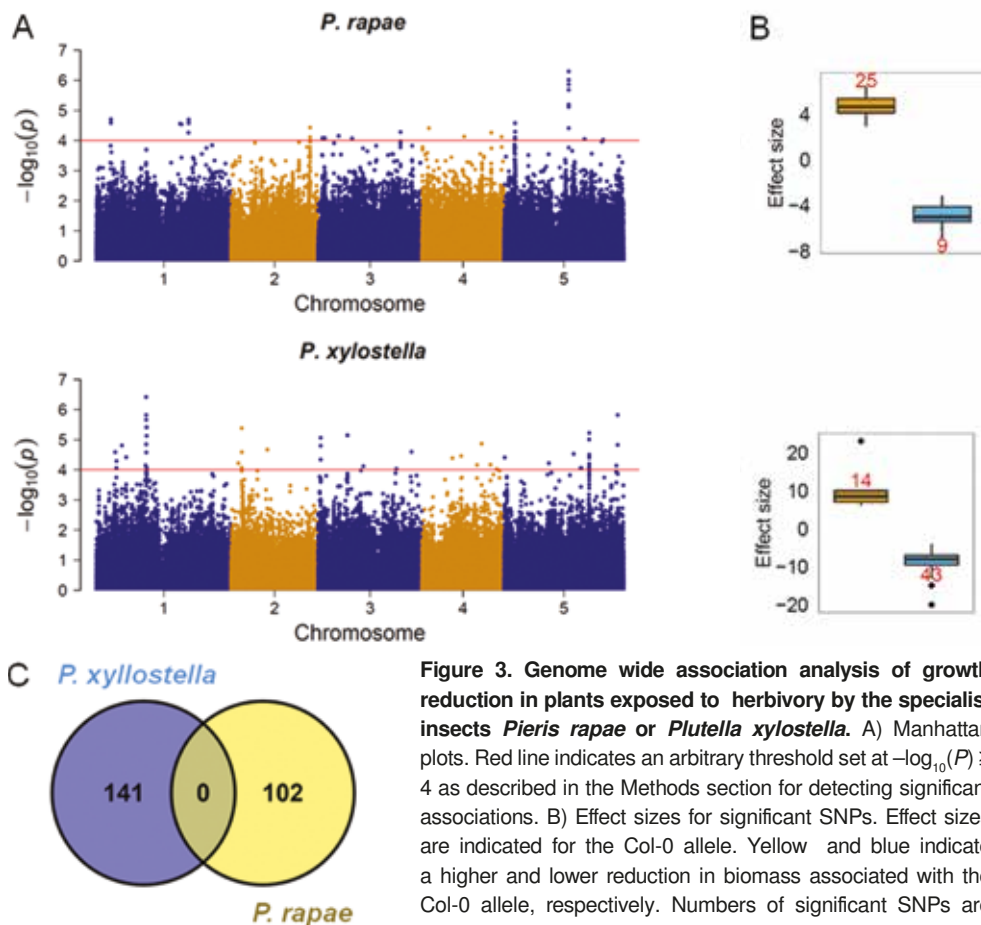 A
P. rapae
7
6
5
4
3
2
1
0
−log10(p)
1 2 3 4 5
Chromosome
B
25
4
0
−4
−8
Effect size
9
P. xylostella
7
6
5
4
3
2
1
0
−log10(p)
1 2 3 4 5
Chromosome
20
10
0
−10
−20
Effect size
14
43
C
P. xyllostella
141 0 102
P. rapae
Figure 3. Genome wide association analysis of growth
reduction in plants exposed to herbivory by the specialis
insects Pieris rapae or Plutella xylostella. A) Manhattan
plots. Red line indicates an arbitrary threshold set at –log10(P) ≥
4 as described in the Methods section for detecting significan
associations. B) Effect sizes for significant SNPs. Effect size
are indicated for the Col-0 allele. Yellow and blue indicate
a higher and lower reduction in biomass associated with the
Col-0 allele, respectively. Numbers of significant SNPs are